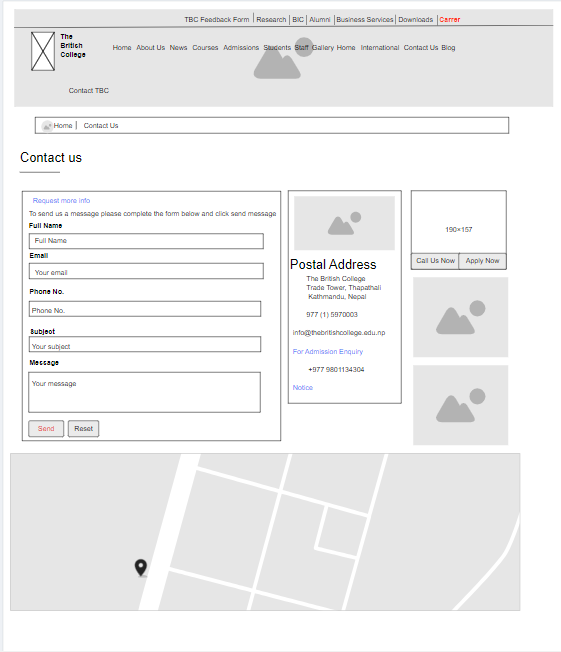 TBC Feedback Form | Research | BIC | Alumni | Business Services | Downloads | Carrer
The
British
College
Home About Us News Courses Admissions Students Staff Gallery Home International Contact Us Blog
Contact TBC
Home | Contact Us
Contact us
Request more info
To send us a message please complete the form below and click send message
Full Name
Full Name
Email
Your email
Phone No.
Phone No.
Subject
Your subject
Message
Your message
Send Reset
Postal Address
The British College
Trade Tower, Thapathali
Kathmandu, Nepal
977 (1) 5970003
info@thebritishcollege.edu.np
For Admission Enquiry
+977 9801134304
Notice
190×157
Call Us Now Apply Now